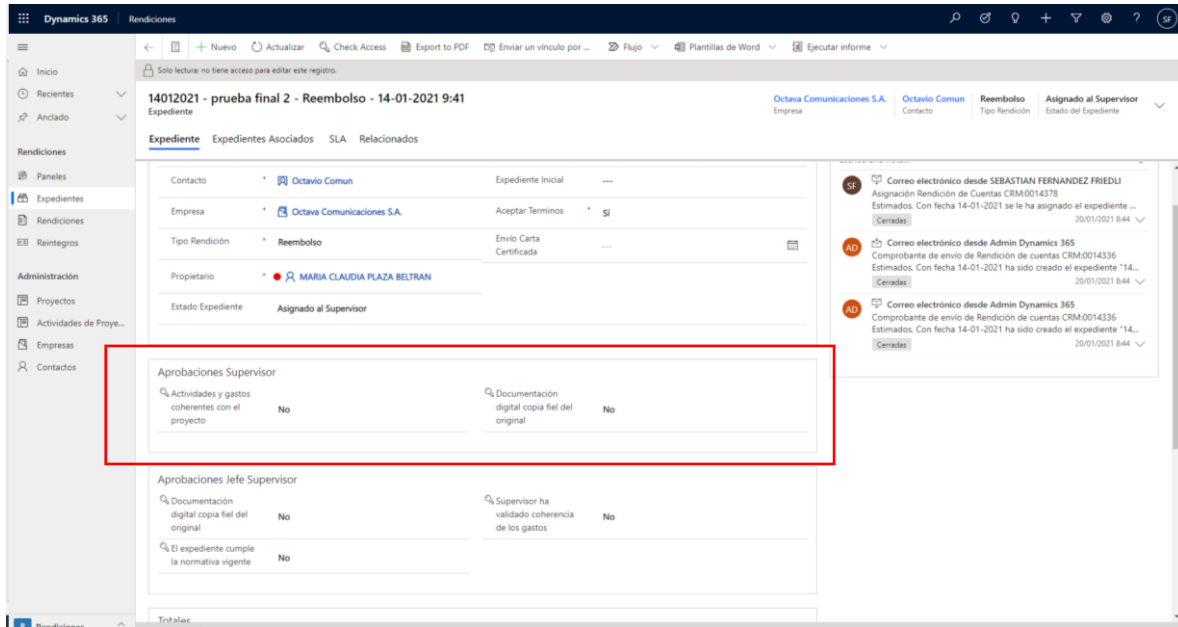 Dynamics 365 Rendiciones SF
Nuevo Actualizar Check Access Export to PDF Enviar un vínculo por ... Flujo Plantillas de Word Ejecutar informe
Solo lectura: no tiene acceso para editar este registro.
Inicio
Recientes
Anclado
Rendiciones
Paneles
Expedientes
Rendiciones
Reintegros
Administración
Proyectos
Actividades de Proye...
Empresas
Contactos
Rendiciones
14012021 - prueba final 2 - Reembolso - 14-01-2021 9:41
Expediente
Octava Comunicaciones S.A.
Empresa
Octavio Comun
Contacto
Reembolso
Tipo Rendición
Asignado al Supervisor
Estado del Expediente
Expediente Expedientes Asociados SLA Relacionados
Contacto * Octavio Comun
Empresa * Octava Comunicaciones S.A.
Tipo Rendición * Reembolso
Propietario * MARIA CLAUDIA PLAZA BELTRAN
Estado Expediente Asignado al Supervisor
Expediente Inicial ---
Aceptar Terminos * Sí
Envío Carta
Certificada
---
Aprobaciones Supervisor
Actividades y gastos
coherentes con el
proyecto
No
Documentación
digital copia fiel del
original
No
Aprobaciones Jefe Supervisor
Documentación
digital copia fiel del
original
No
Supervisor ha
validado coherencia
de los gastos
No
El expediente cumple
la normativa vigente
No
Totales
SF Correo electrónico desde SEBASTIAN FERNANDEZ FRIEDLI
Asignación Rendición de Cuentas CRM:0014378
Estimados. Con fecha 14-01-2021 se le ha asignado el expediente ...
Cerradas 20/01/2021 8:44
AD Correo electrónico desde Admin Dynamics 365
Comprobante de envío de Rendición de cuentas CRM:0014336
Estimados. Con fecha 14-01-2021 ha sido creado el expediente "14...
Cerradas 20/01/2021 8:44
AD Correo electrónico desde Admin Dynamics 365
Comprobante de envío de Rendición de cuentas CRM:0014336
Estimados. Con fecha 14-01-2021 ha sido creado el expediente "14...
Cerradas 20/01/2021 8:44